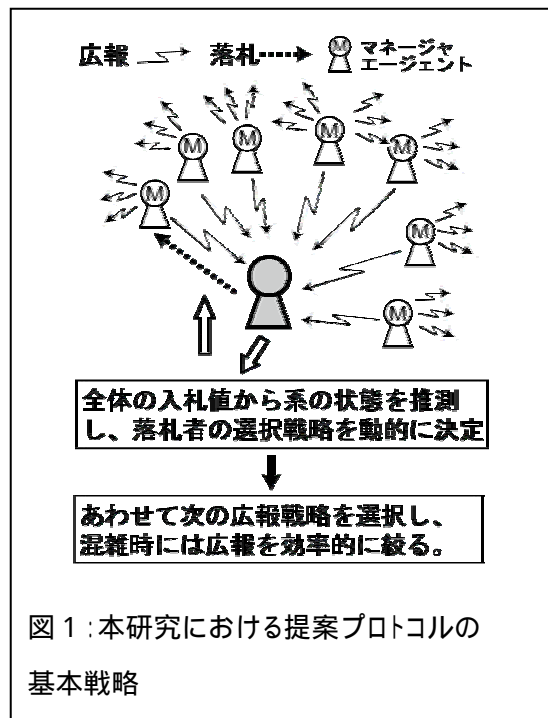 広報 落札 M マネージャ
エージェント
M M M M M M M
全体の入札値から系の状態を推測
し、落札者の選択戦略を動的に決定
あわせて次の広報戦略を選択し、
混雑時には広報を効率的に絞る。
図1:本研究における提案プロトコルの
基本戦略